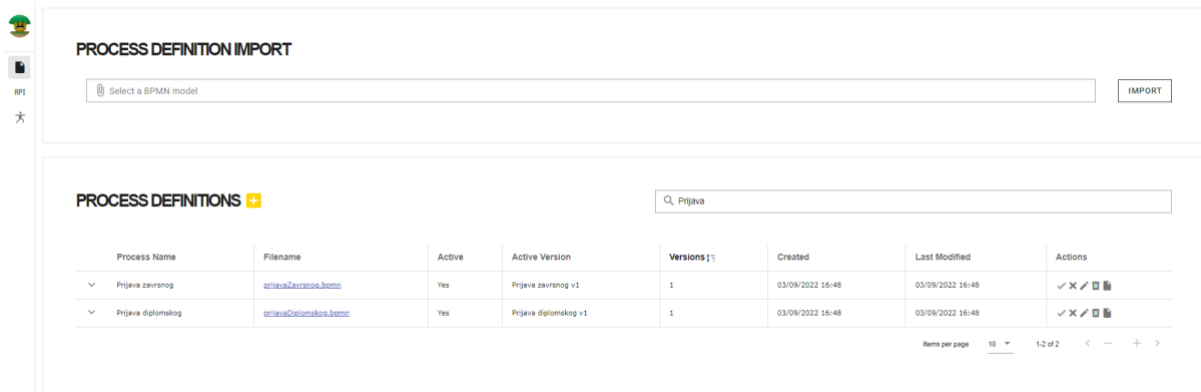 PROCESS DEFINITION IMPORT
API
Select a BPMN model
IMPORT
PROCESS DEFINITIONS
Prijava
Process Name Filename Active Active Version Versions Created Last Modified Actions
Prijava zavrsnog prijavaZavrsnog.bpmn Yes Prijava zavrsnog v1 1 03/09/2022 16:48 03/09/2022 16:48
Prijava diplomskog prijavaDiplomskog.bpmn Yes Prijava diplomskog v1 1 03/09/2022 16:48 03/09/2022 16:48
Items per page 10 1-2 of 2